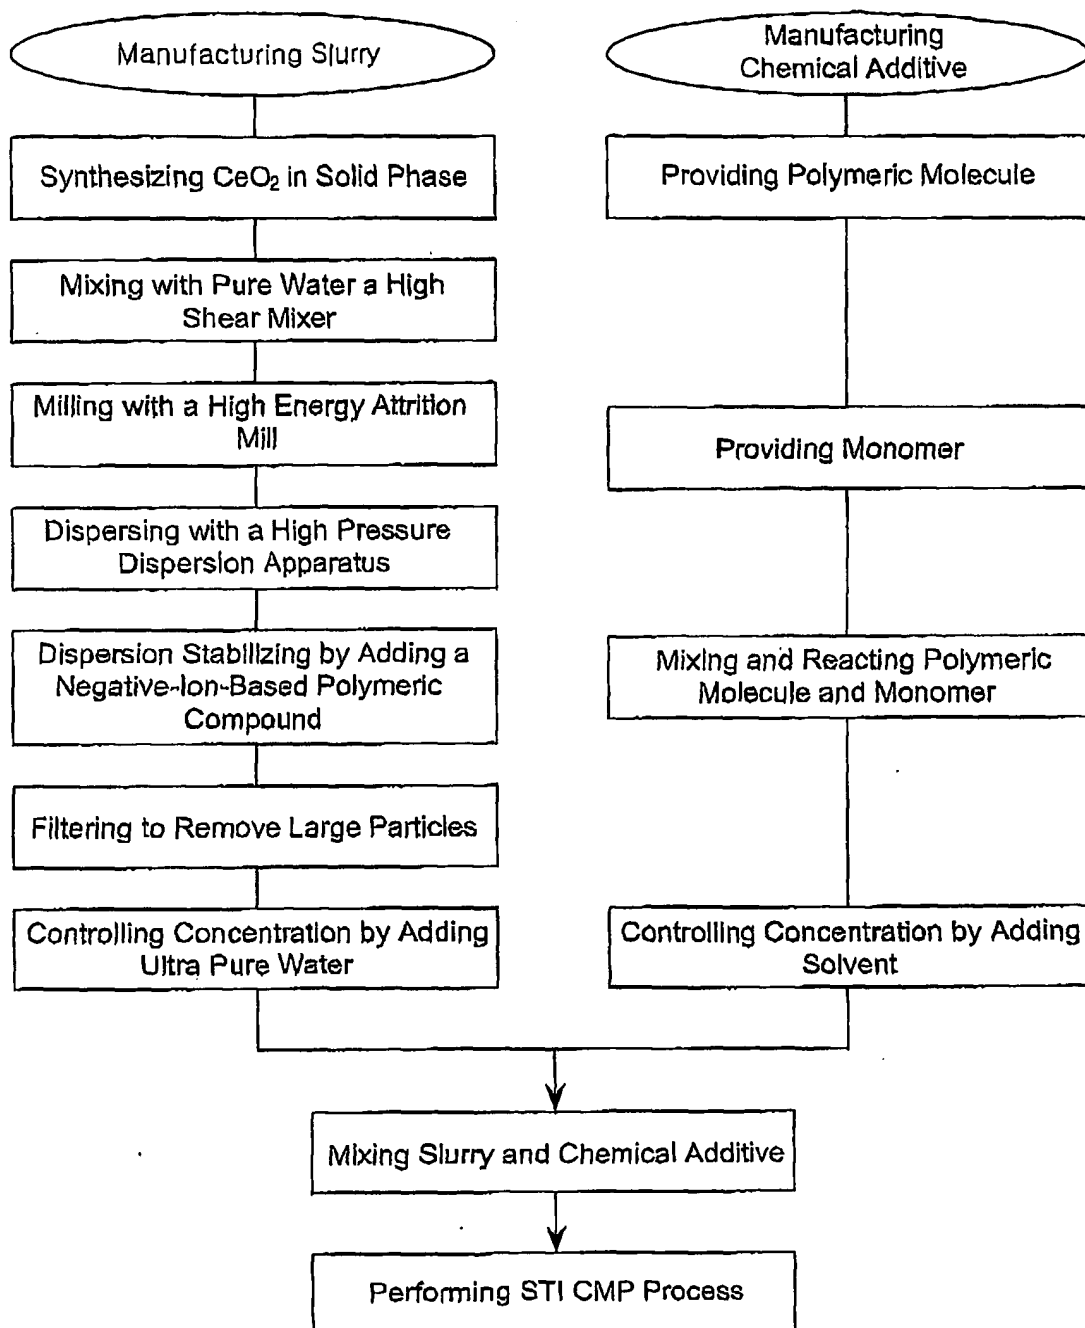 Manufacturing Slurry
Synthesizing CeO₂ in Solid Phase
Mixing with Pure Water a High
Shear Mixer
Milling with a High Energy Attrition
Mill
Dispersing with a High Pressure
Dispersion Apparatus
Dispersion Stabilizing by Adding a
Negative-Ion-Based Polymeric
Compound
Filtering to Remove Large Particles
Controlling Concentration by Adding
Ultra Pure Water
Manufacturing
Chemical Additive
Providing Polymeric Molecule
Providing Monomer
Mixing and Reacting Polymeric
Molecule and Monomer
Controlling Concentration by Adding
Solvent
Mixing Slurry and Chemical Additive
Performing STI CMP Process